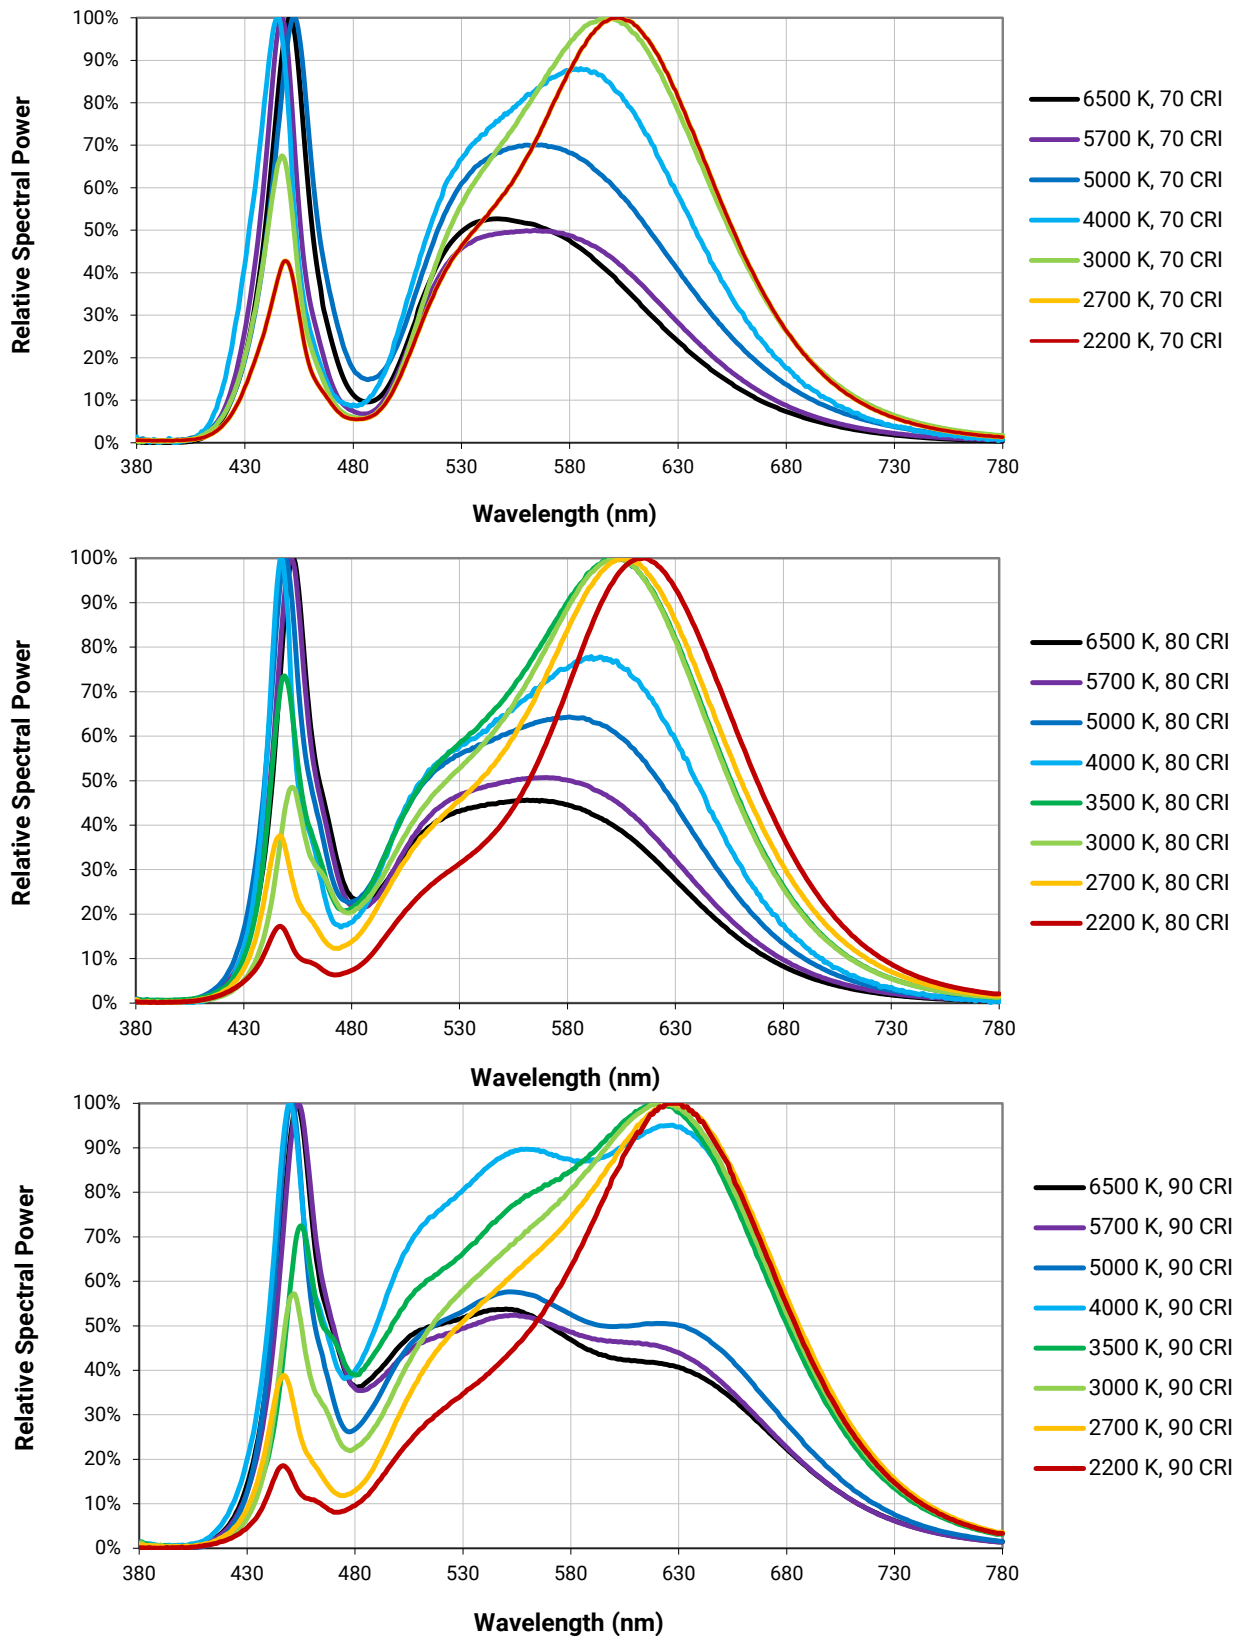 Relative Spectral Power
100%
90%
80%
70%
60%
50%
40%
30%
20%
10%
0%
380 430 480 530 580 630 680 730 780
Wavelength (nm)
6500 K, 70 CRI
5700 K, 70 CRI
5000 K, 70 CRI
4000 K, 70 CRI
3000 K, 70 CRI
2700 K, 70 CRI
2200 K, 70 CRI
Relative Spectral Power
100%
90%
80%
70%
60%
50%
40%
30%
20%
10%
0%
380 430 480 530 580 630 680 730 780
Wavelength (nm)
6500 K, 80 CRI
5700 K, 80 CRI
5000 K, 80 CRI
4000 K, 80 CRI
3500 K, 80 CRI
3000 K, 80 CRI
2700 K, 80 CRI
2200 K, 80 CRI
Relative Spectral Power
100%
90%
80%
70%
60%
50%
40%
30%
20%
10%
0%
380 430 480 530 580 630 680 730 780
Wavelength (nm)
6500 K, 90 CRI
5700 K, 90 CRI
5000 K, 90 CRI
4000 K, 90 CRI
3500 K, 90 CRI
3000 K, 90 CRI
2700 K, 90 CRI
2200 K, 90 CRI